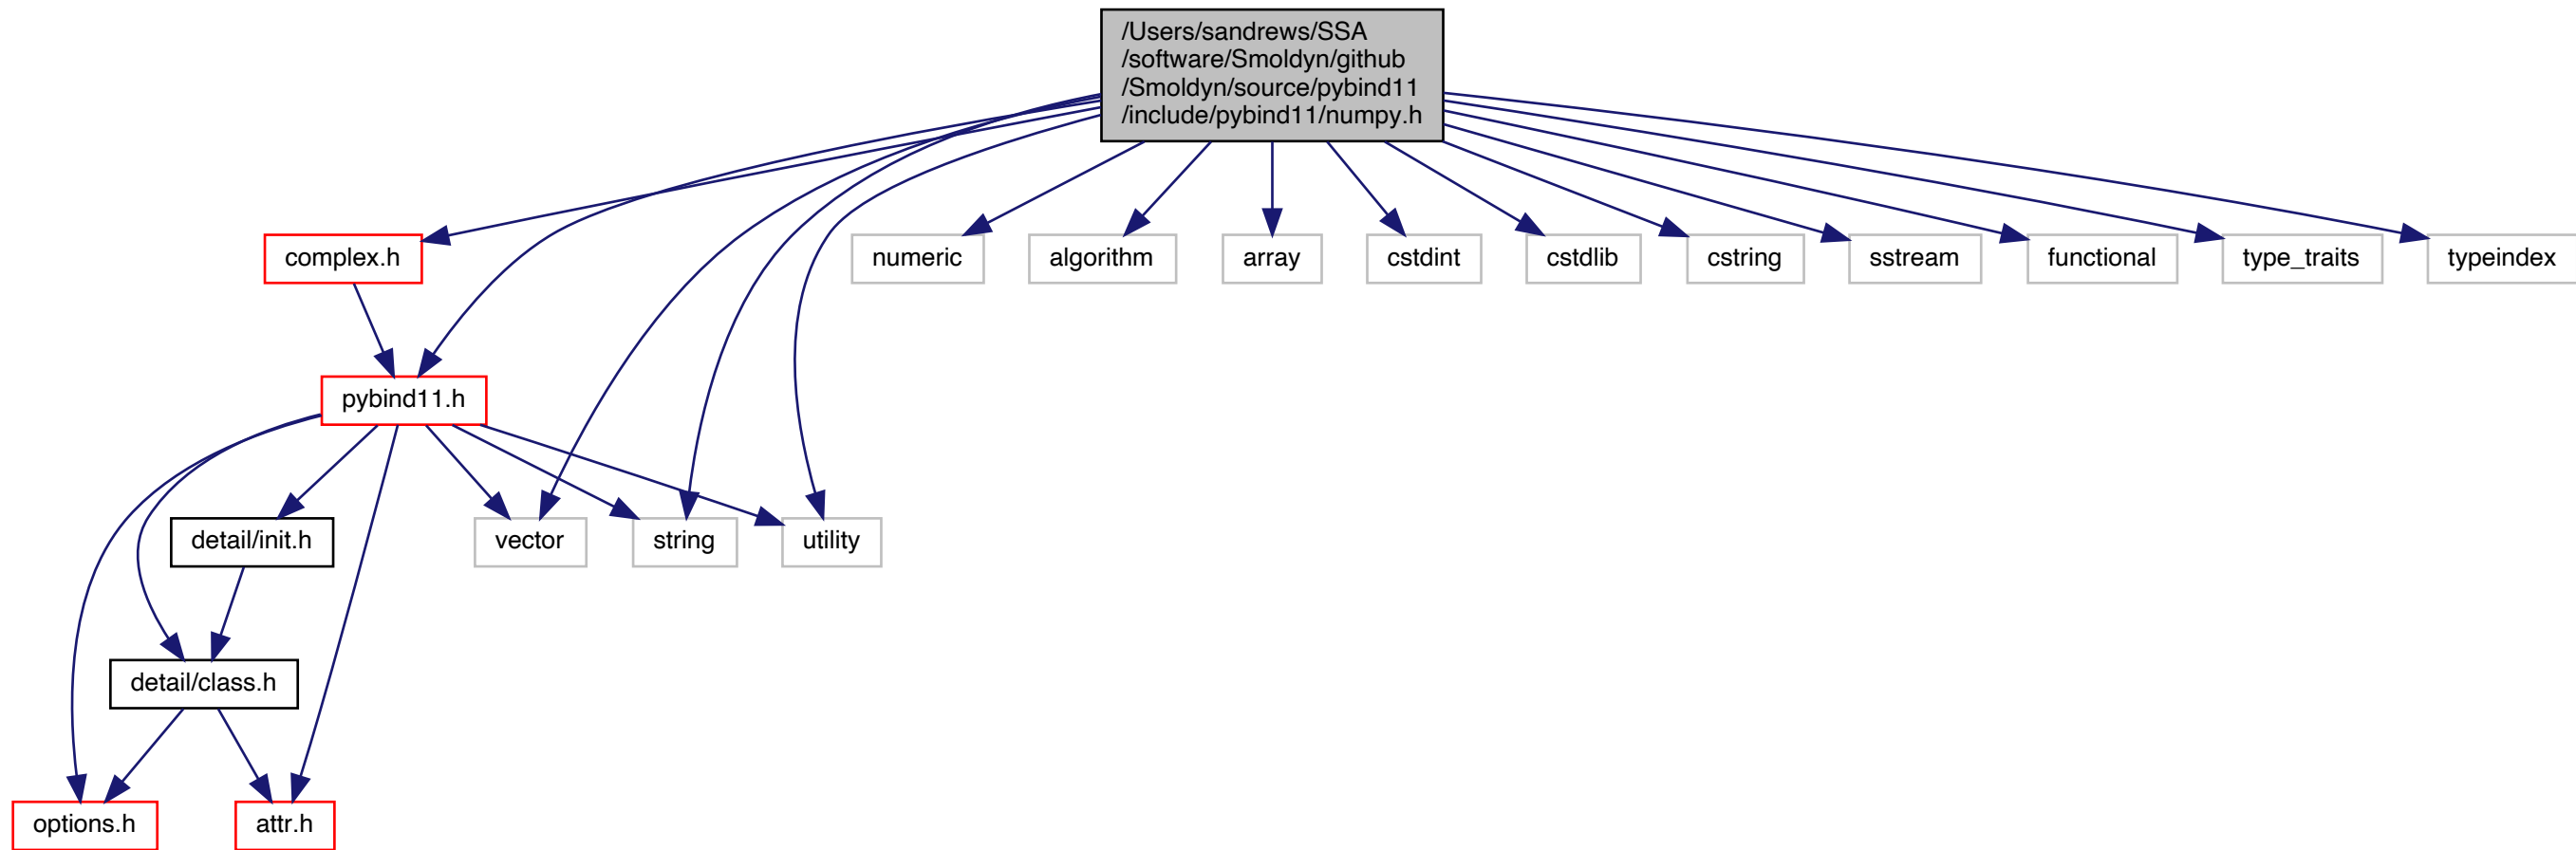 /Users/sandrews/SSA
/software/Smoldyn/github
/Smoldyn/source/pybind11
/include/pybind11/numpy.h
complex.h
numeric
algorithm
array
cstdint
cstdlib
cstring
sstream
functional
type_traits
typeindex
pybind11.h
detail/init.h
vector
string
utility
detail/class.h
options.h
attr.h